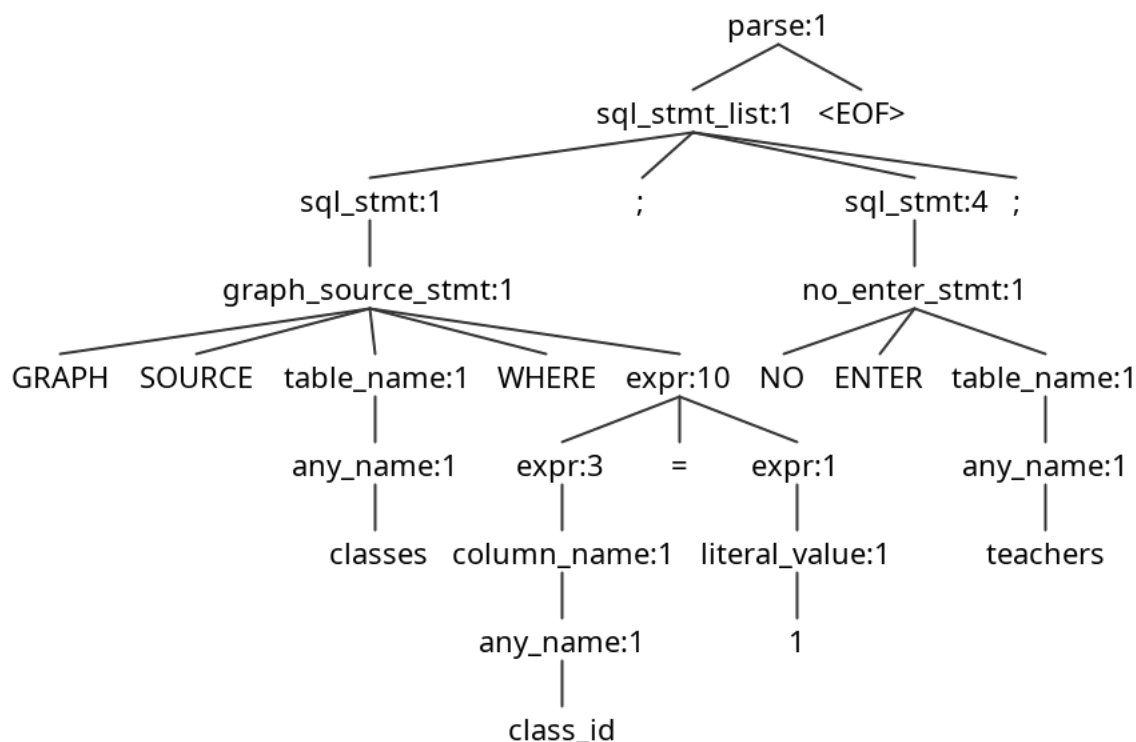 parse:1
sql_stmt_list:1 <EOF>
sql_stmt:1 ; sql_stmt:4 ;
graph_source_stmt:1 no_enter_stmt:1
GRAPH SOURCE table_name:1 WHERE expr:10 NO ENTER table_name:1
any_name:1 expr:3 = expr:1 any_name:1
classes column_name:1 literal_value:1 teachers
any_name:1 1
class_id